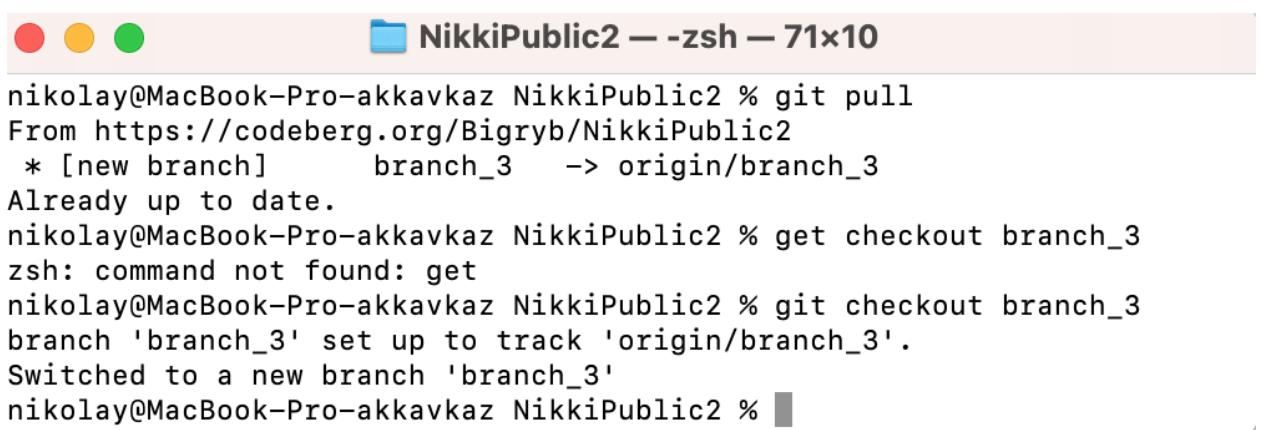 NikkiPublic2 — -zsh — 71×10
nikolay@MacBook-Pro-akkavkaz NikkiPublic2 % git pull
From https://codeberg.org/Bigryb/NikkiPublic2
 * [new branch]      branch_3   -> origin/branch_3
Already up to date.
nikolay@MacBook-Pro-akkavkaz NikkiPublic2 % get checkout branch_3
zsh: command not found: get
nikolay@MacBook-Pro-akkavkaz NikkiPublic2 % git checkout branch_3
branch 'branch_3' set up to track 'origin/branch_3'.
Switched to a new branch 'branch_3'
nikolay@MacBook-Pro-akkavkaz NikkiPublic2 %